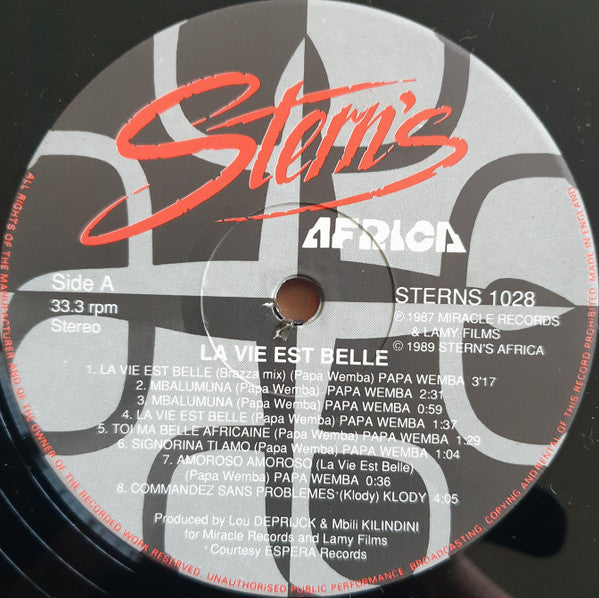 Stern's
AFRICA
Side A
33.3 rpm
Stereo
STERNS 1028
℗ 1987 MIRACLE RECORDS
& LAMY FILMS
© 1989 STERN'S AFRICA
LA VIE EST BELLE
1. LA VIE EST BELLE (Brazza mix) (Papa Wemba) PAPA WEMBA 3'17
2. MBALUMUNA (Papa Wemba) PAPA WEMBA 2:31
3. MBALUMUNA (Papa Wemba) PAPA WEMBA 0:59
4. LA VIE EST BELLE (Papa Wemba) PAPA WEMBA 1:37
5. TOI MA BELLE AFRICAINE (Papa Wemba) PAPA WEMBA 1:29
6. SIGNORINA TI AMO (Papa Wemba) PAPA WEMBA 1:04
7. AMOROSO AMOROSO (La Vie Est Belle)
(Papa Wemba) PAPA WEMBA 0:36
8. COMMANDEZ SANS PROBLEMES* (Klody) KLODY 4:05
Produced by Lou DEPRIJCK & Mbili KILINDINI
for Miracle Records and Lamy Films
*Courtesy ESPERA Records
ALL RIGHTS OF THE MANUFACTURER AND OF THE OWNER OF THE RECORDED WORK RESERVED. UNAUTHORISED PUBLIC PERFORMANCE, BROADCASTING, COPYING AND RENTAL OF THIS RECORD PROHIBITED. MADE IN ENGLAND.